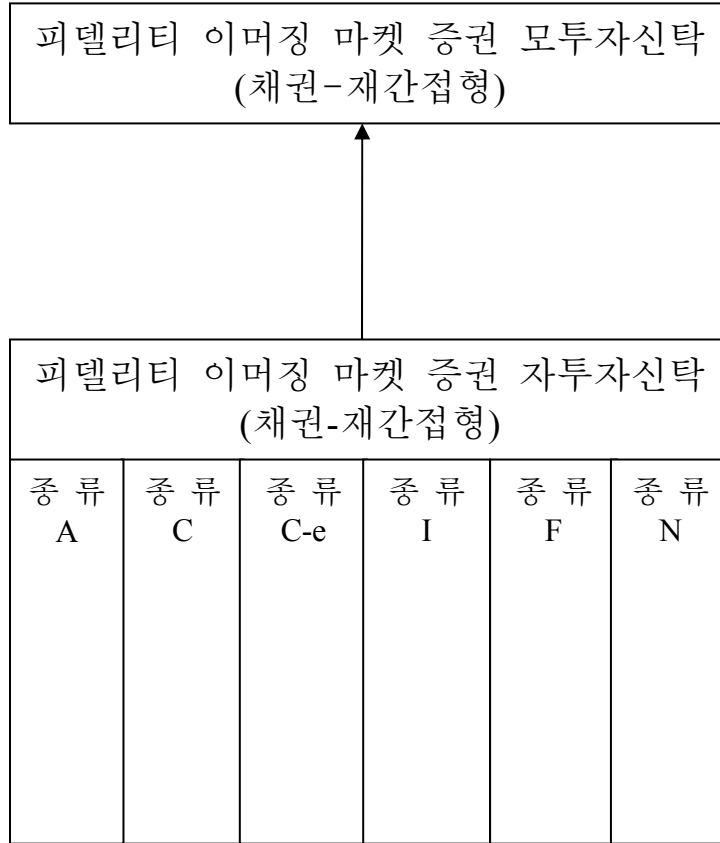 피델리티 이머징 마켓 증권 모투자신탁
(채권-재간접형)
피델리티 이머징 마켓 증권 자투자신탁
(채권-재간접형)
종 류 A
종 류 C
종 류 C-e
종 류 I
종 류 F
종 류 N